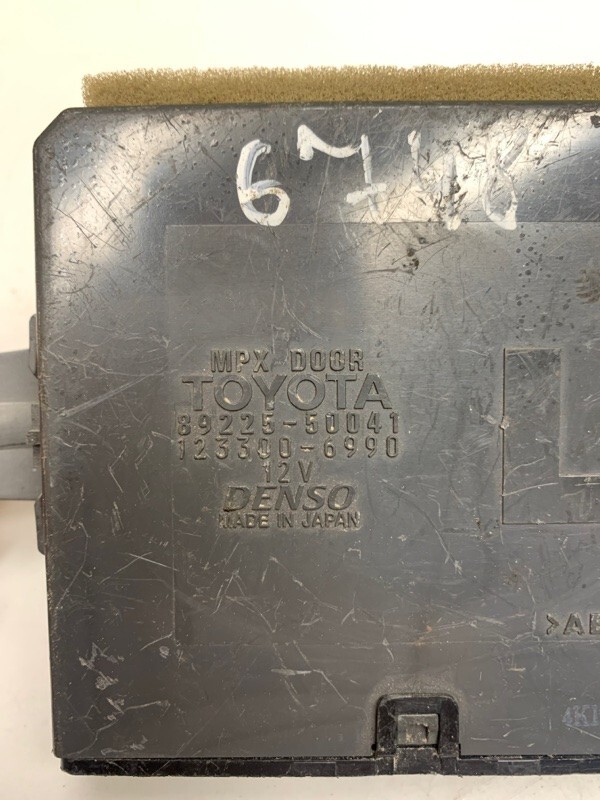 MPX DOOR
TOYOTA
89225-50041
123300-6990
12V
DENSO
MADE IN JAPAN